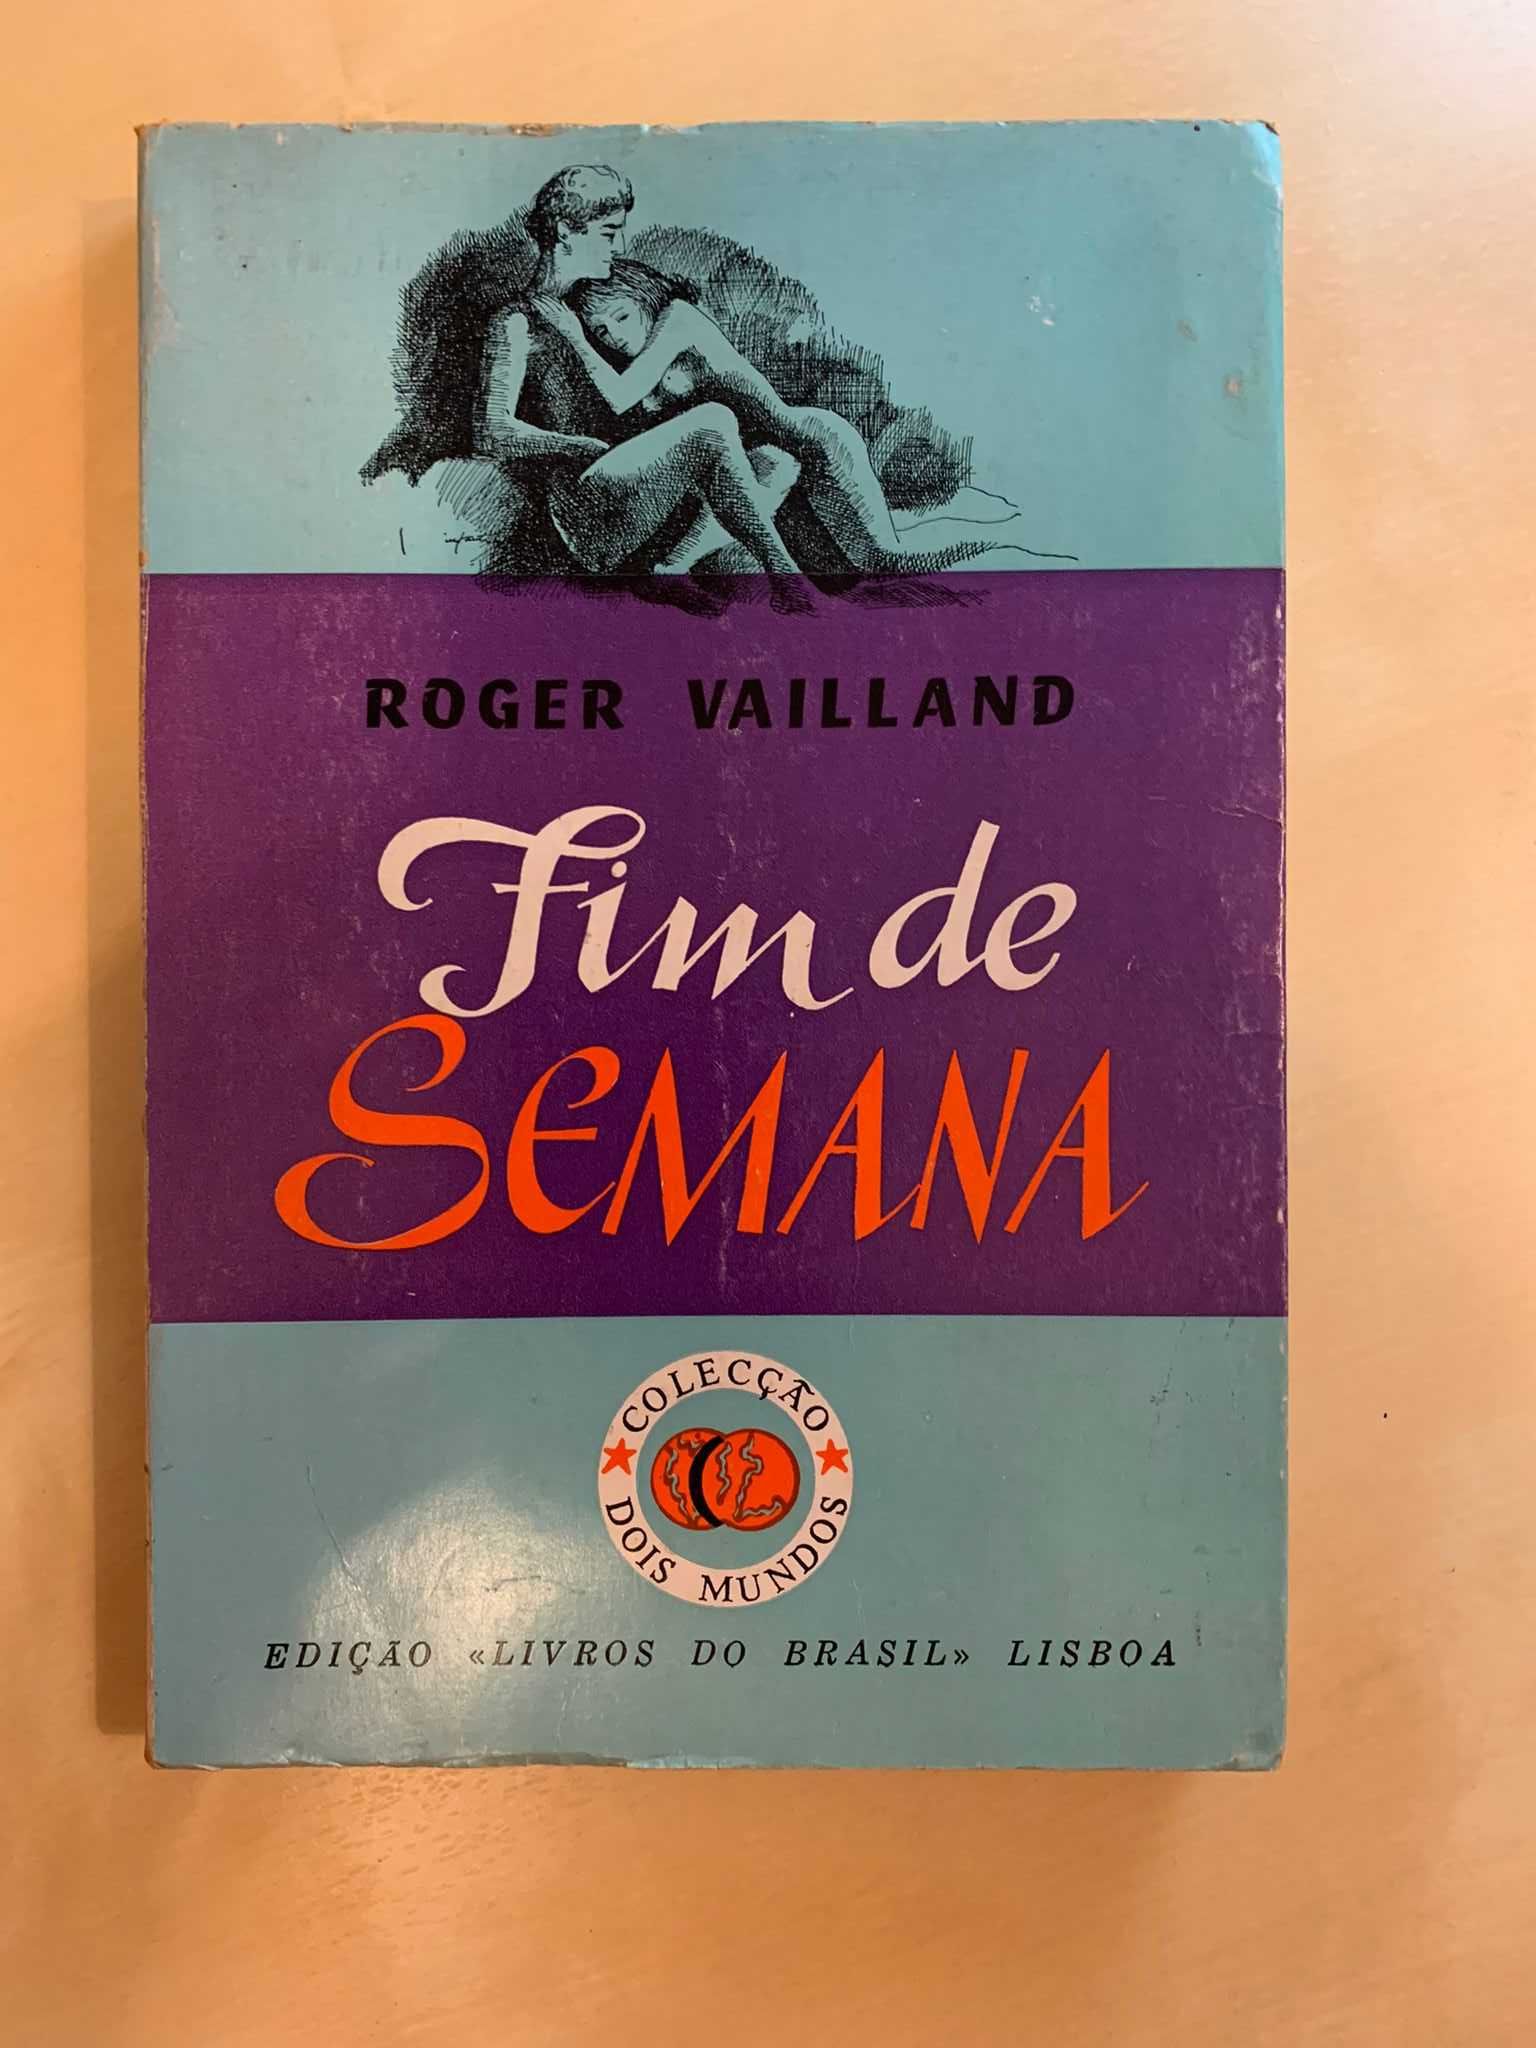 ROGER VAILLAND
Fim de
SEMANA
COLECÇÃO
DOIS MUNDOS
EDIÇÃO «LIVROS DO BRASIL» LISBOA